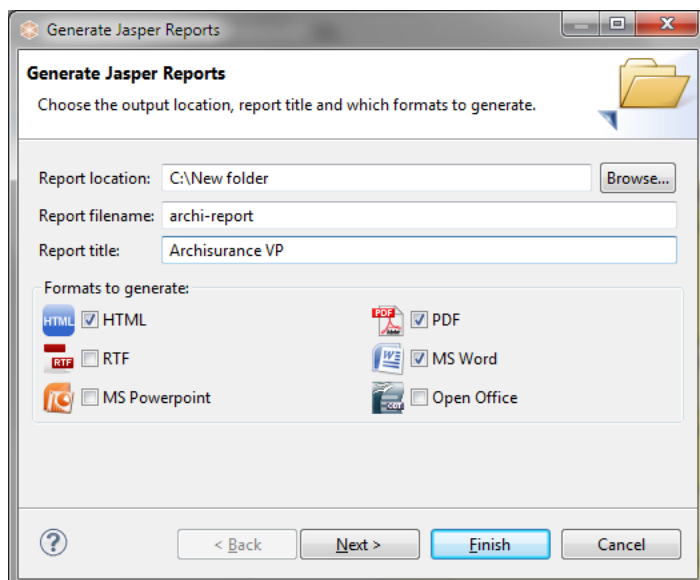 Generate Jasper Reports
Generate Jasper Reports
Choose the output location, report title and which formats to generate.
Report location: C:\New folder Browse...
Report filename: archi-report
Report title: Archisurance VP
Formats to generate:
HTML HTML PDF Adobe PDF
RTF RTF W MS Word
MS Powerpoint ODT Open Office
? < Back Next > Finish Cancel